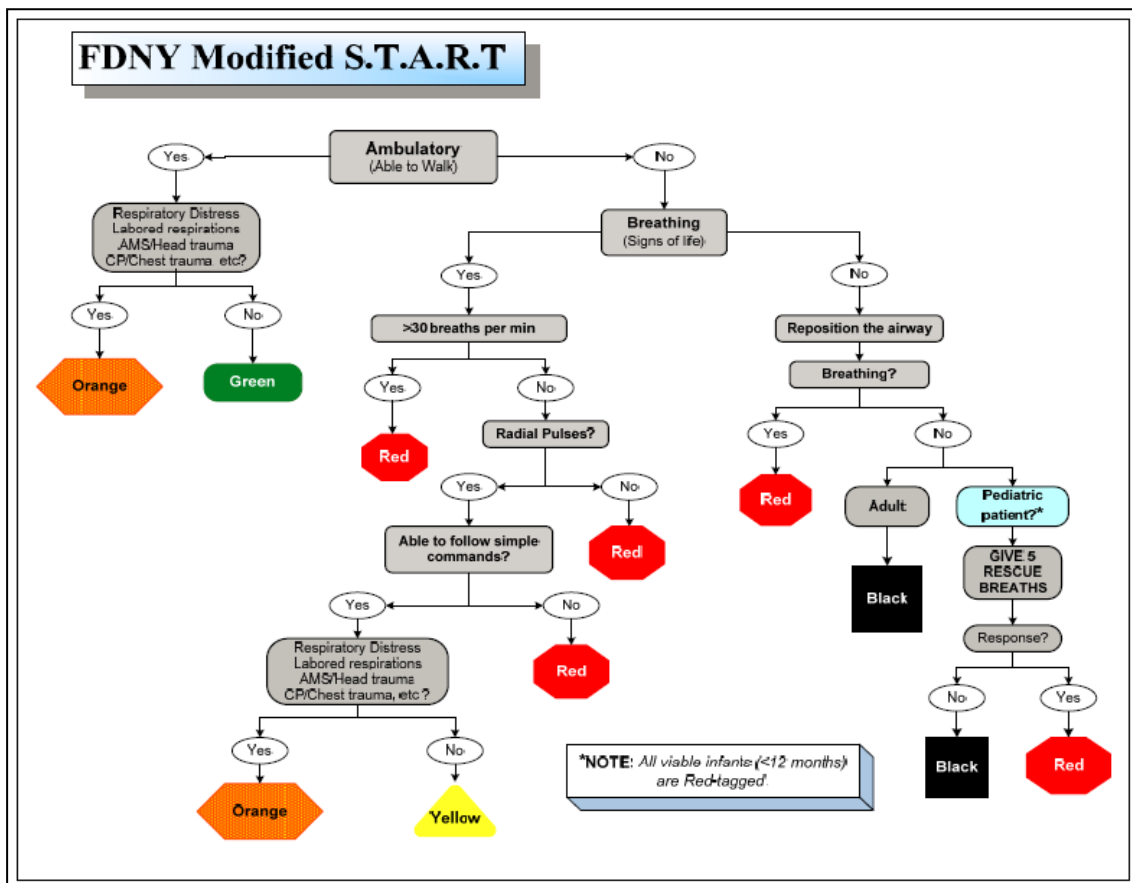 FDNY Modified S.T.A.R.T
Ambulatory
(Able to Walk)
Yes
No
Respiratory Distress
Labored respirations
AMS/Head trauma
CP/Chest trauma, etc?
Yes
No
Orange
Green
Breathing
(Signs of life)
Yes
No
>30 breaths per min
Yes
No
Red
Radial Pulses?
Yes
No
Red
Able to follow simple
commands?
Yes
No
Red
Respiratory Distress
Labored respirations
AMS/Head trauma
CP/Chest trauma, etc?
Yes
No
Orange
Yellow
Reposition the airway
Breathing?
Yes
No
Red
Adult
Black
Pediatric
patient?*
GIVE 5
RESCUE
BREATHS
Response?
No
Yes
Black
Red
*NOTE: All viable infants (<12 months)
are Red-tagged.